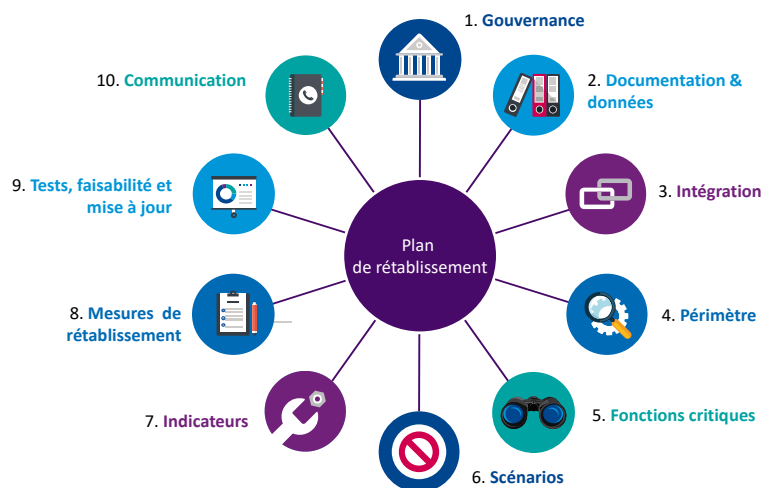 1. Gouvernance
2. Documentation &
données
3. Intégration
4. Périmètre
5. Fonctions critiques
6. Scénarios
7. Indicateurs
8. Mesures de
rétablissement
9. Tests, faisabilité et
mise à jour
10. Communication
Plan
de rétablissement